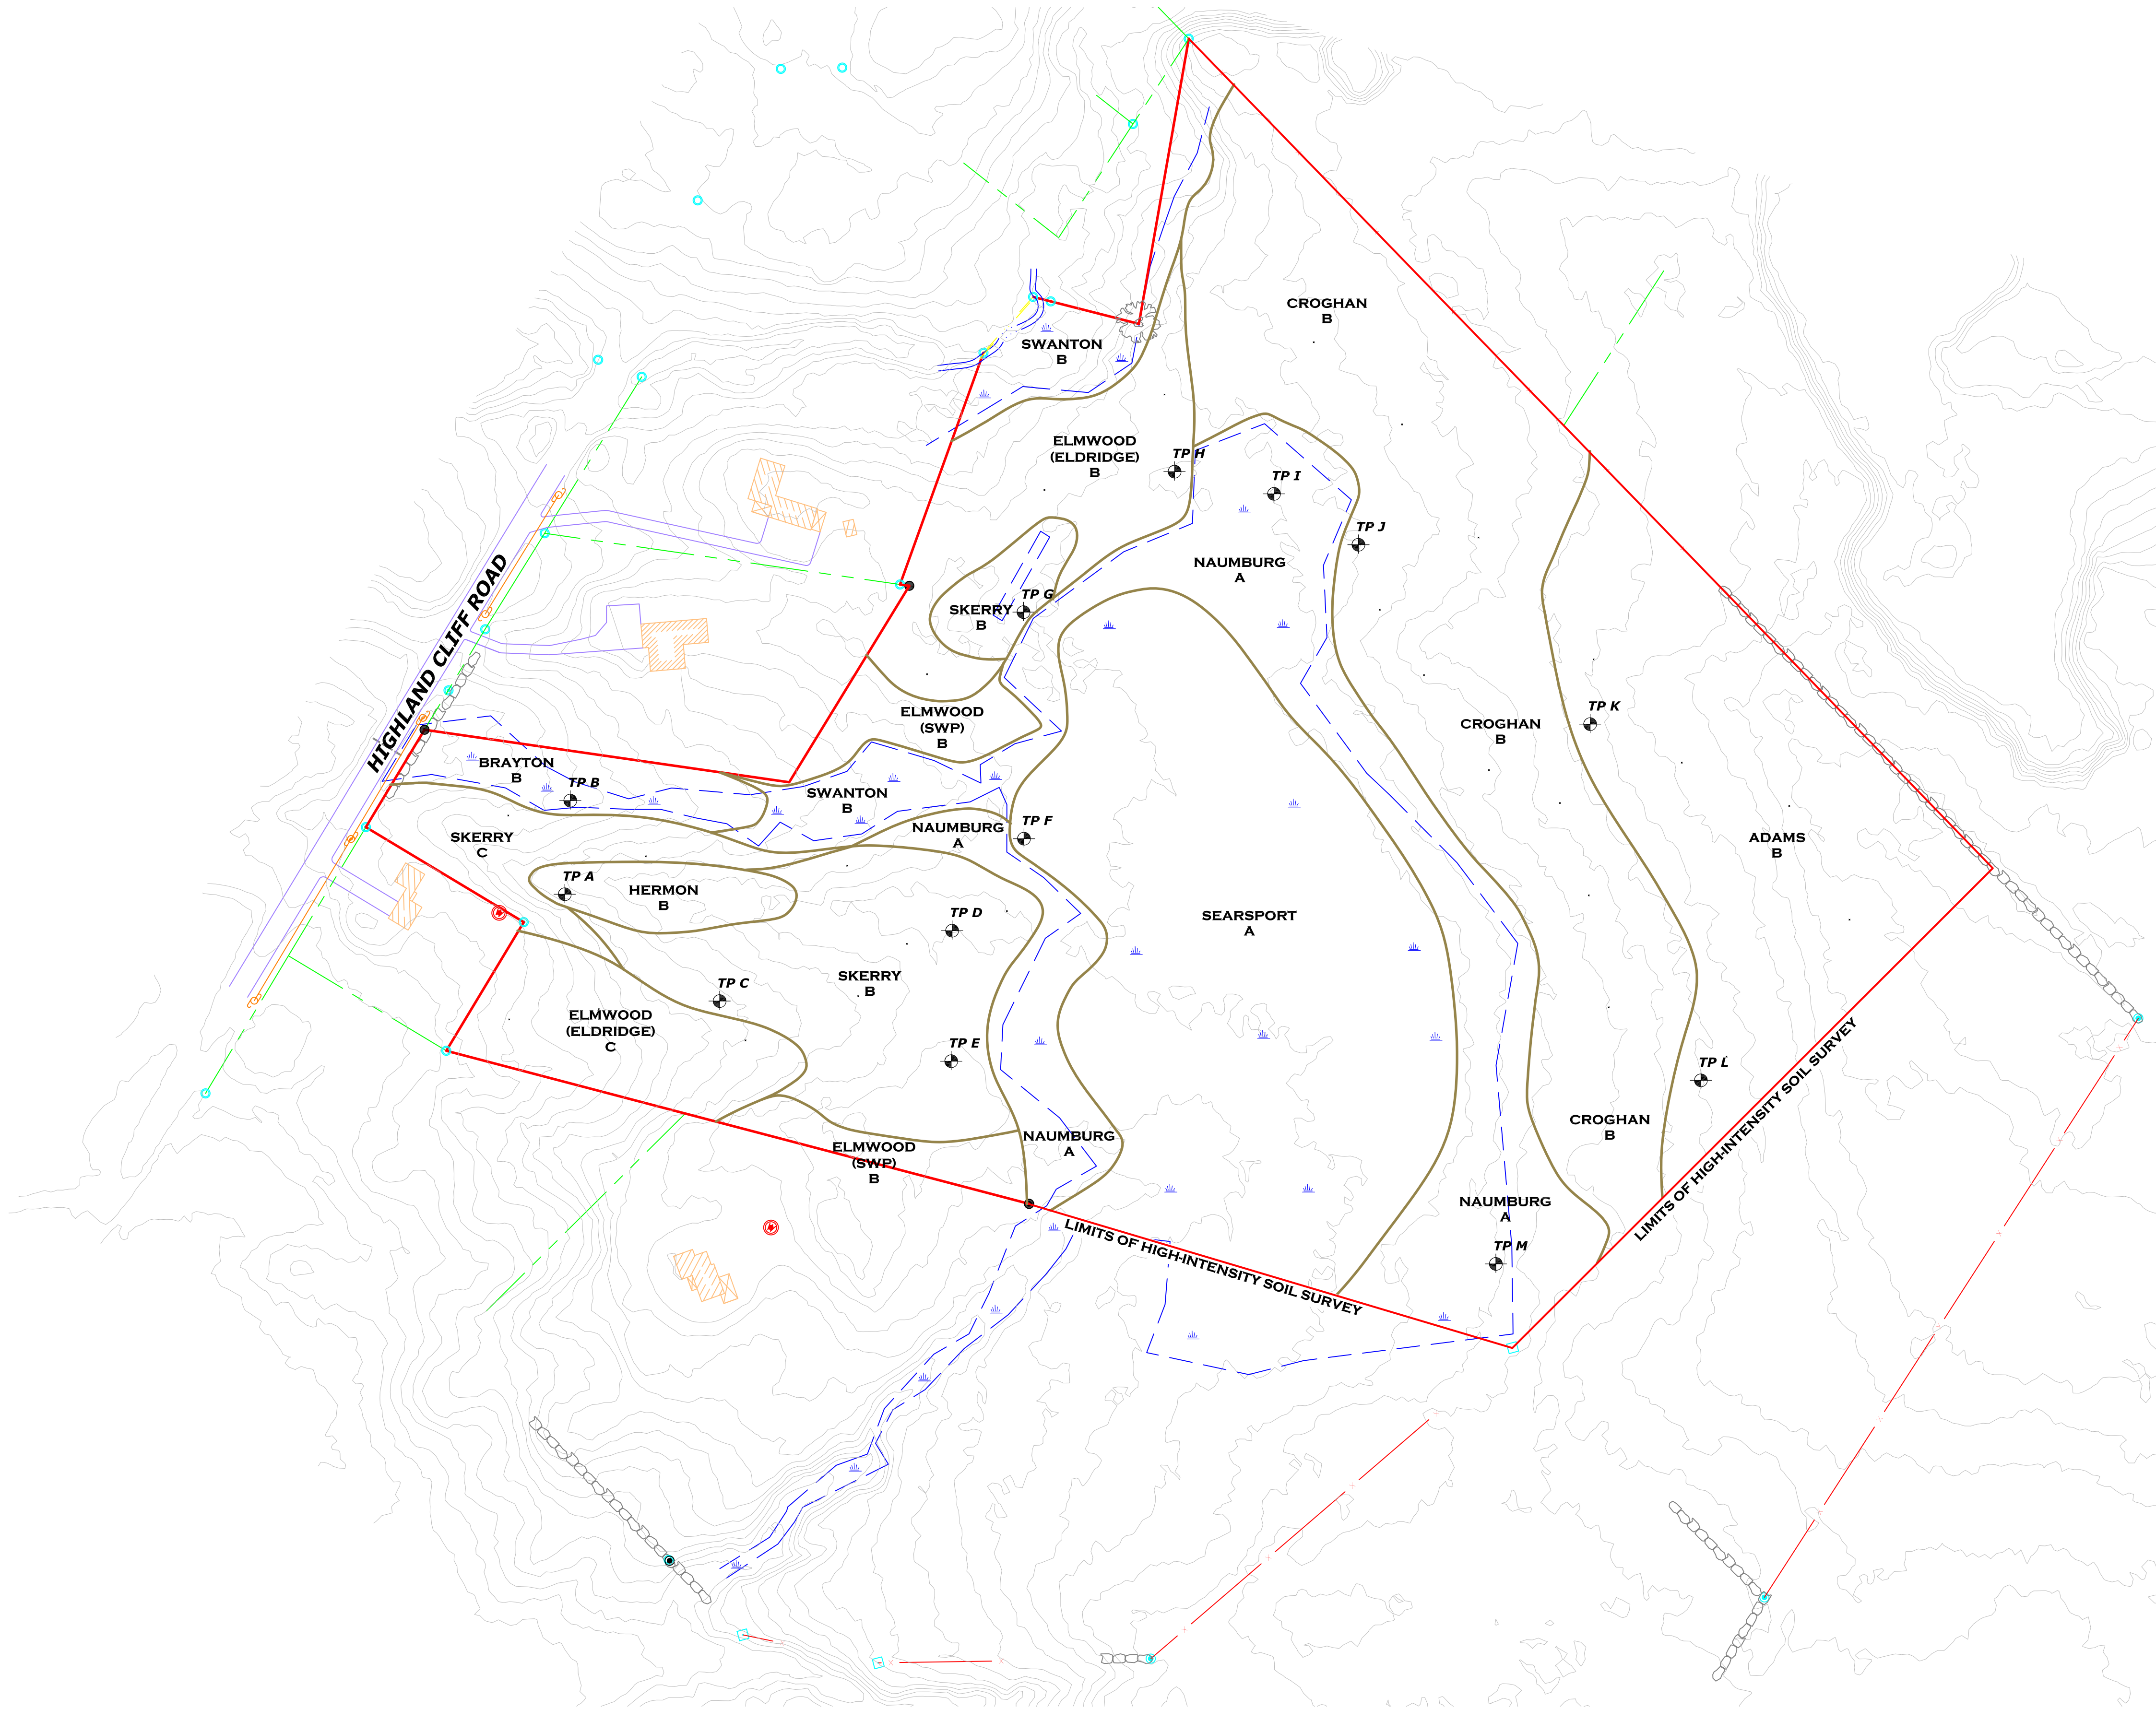 CROGHAN
B
SWANTON
B
ELMWOOD
(ELDRIDGE)
B
TP H
TP I
TP J
NAUMBURG
A
TP G
SKERRY
B
HIGHLAND CLIFF ROAD
ELMWOOD
(SWP)
B
TP K
CROGHAN
B
BRAYTON
B
TP B
SWANTON
B
NAUMBURG
A
TP F
SKERRY
C
ADAMS
B
TP A
HERMON
B
TP D
SEARSPORT
A
SKERRY
B
TP C
ELMWOOD
(ELDRIDGE)
C
TP E
TP L
CROGHAN
B
LIMITS OF HIGH-INTENSITY SOIL SURVEY
ELMWOOD
(SWP)
B
NAUMBURG
A
NAUMBURG
A
TP M
LIMITS OF HIGH-INTENSITY SOIL SURVEY